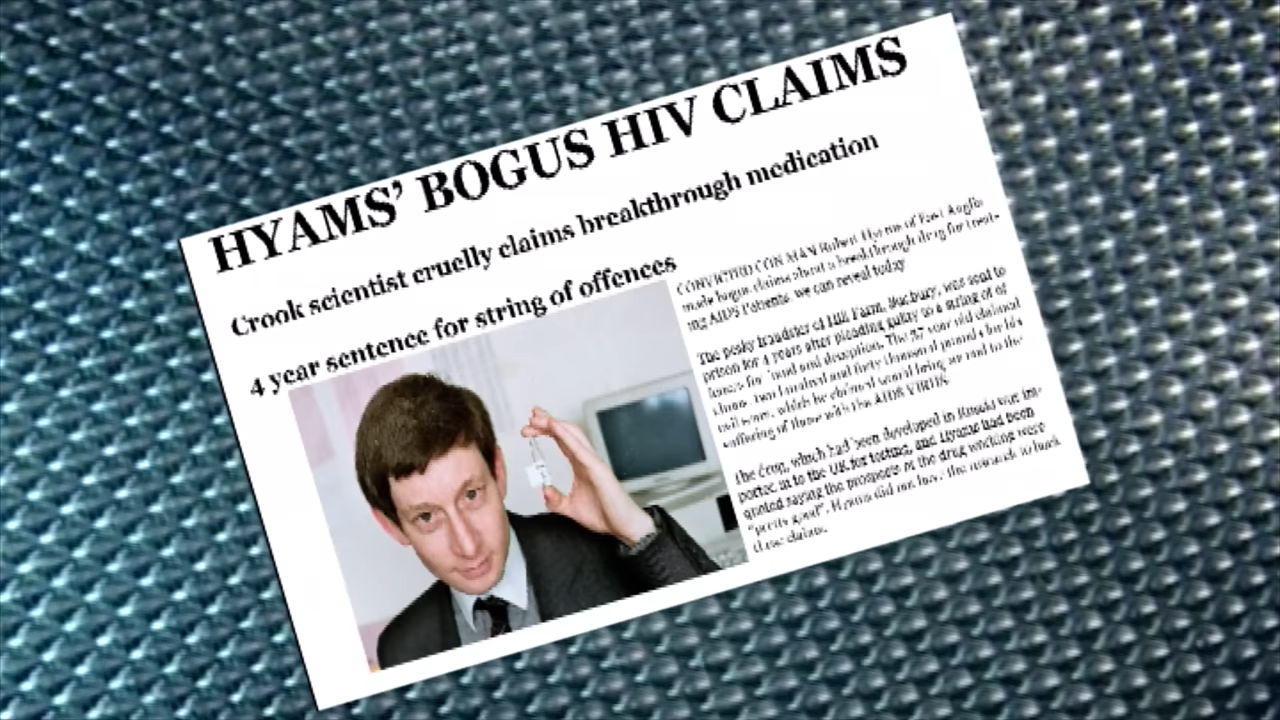 HYAMS’ BOGUS HIV CLAIMS
Crook scientist cruelly claims breakthrough medication
4 year sentence for string of offences
CONVICTED CON MAN Robert Hyams of East Anglia
made bogus claims about a breakthrough drug for treat-
ing AIDS Patients, we can reveal today
The pesky fraudster of Hill Farm, was sent to
prison for 4 years after pleading guilty to a string of of
fences for fraud and deception. The 37 year old claimed
two hundred and forty thousand pounds
which he claimed would bring an end to the
suffering of those with the AIDS VIRUS.
The drug, which had been developed in Russia was im-
ported in to the UK for testing, and Hyams had been
quoted saying the prospects of the drug working were
“pretty good”. Hyams did not have the research to back
these claims.